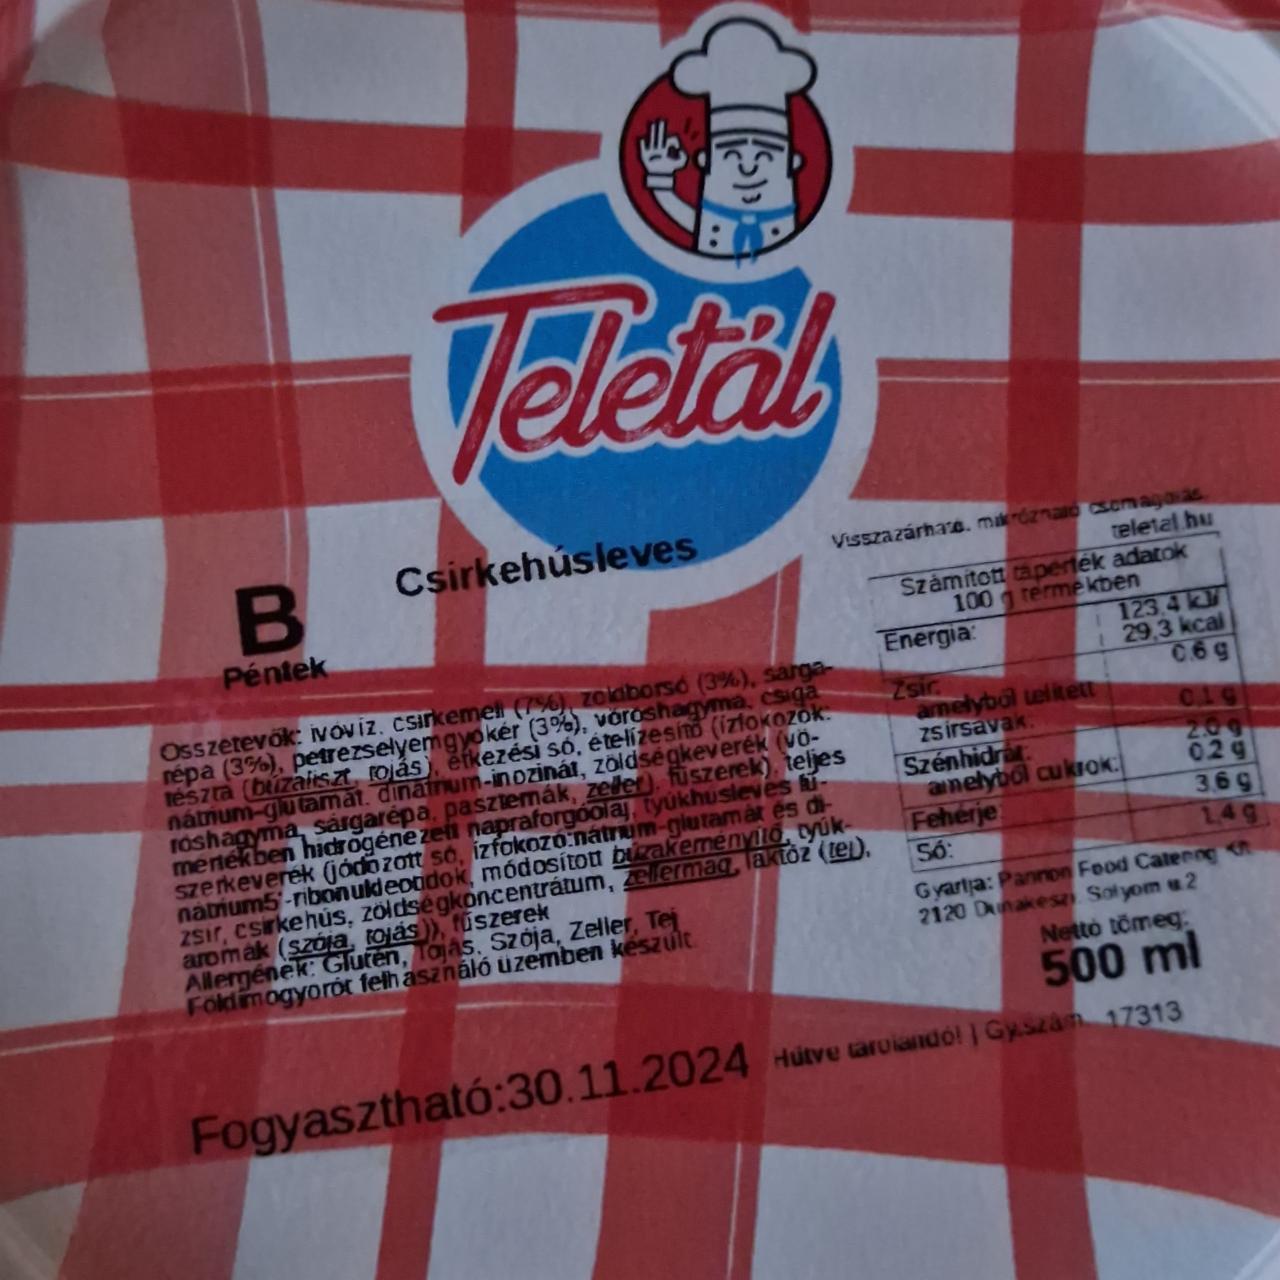 Teletál
Visszazárható, mikrózható csomagolás
teletal.hu
Csirkehúsleves
B
Péntek
Összetevők: ivóvíz, csirkemell (7%), zöldborsó (3%), sárga-
répa (3%), petrezselyemgyökér (3%), vöröshagyma, csiga
tészta (búzaliszt, tojás), étkezési só, ételízesítő (ízfokozók:
nátrium-glutamát, dinátrium-inozinát, zöldségkeverék (vö-
röshagyma, sárgarépa, paszternák, zeller), fűszerek), teljes
mértékben hidrogénezett napraforgóolaj, tyúkhúsleves fű-
szerkeverék (jódozott só, ízfokozó:nátrium-glutamát és di-
nátrium5'-ribonukleotidok, módosított búzakeményítő, tyúk-
zsír, csirkehús, zöldségkoncentrátum, zellermag, laktóz (tej),
aromák (szója, tojás)), fűszerek
Allergének: Glutén, Tojás, Szója, Zeller, Tej
Földimogyorót felhasználó üzemben készült.
Számított tápérték adatok
100 g termékben
Energia: 123,4 kJ/
29,3 kcal
Zsír: 0,6 g
amelyből telített
zsírsavak: 0,1 g
Szénhidrát: 2,0 g
amelyből cukrok: 0,2 g
Fehérje: 3,6 g
Só: 1,4 g
Gyártja: Pannon Food Catering Kft
2120 Dunakeszi, Sólyom u.2
Nettó tömeg:
500 ml
Fogyasztható:30.11.2024
Hűtve tárolandó! | Gy.szám: 17313